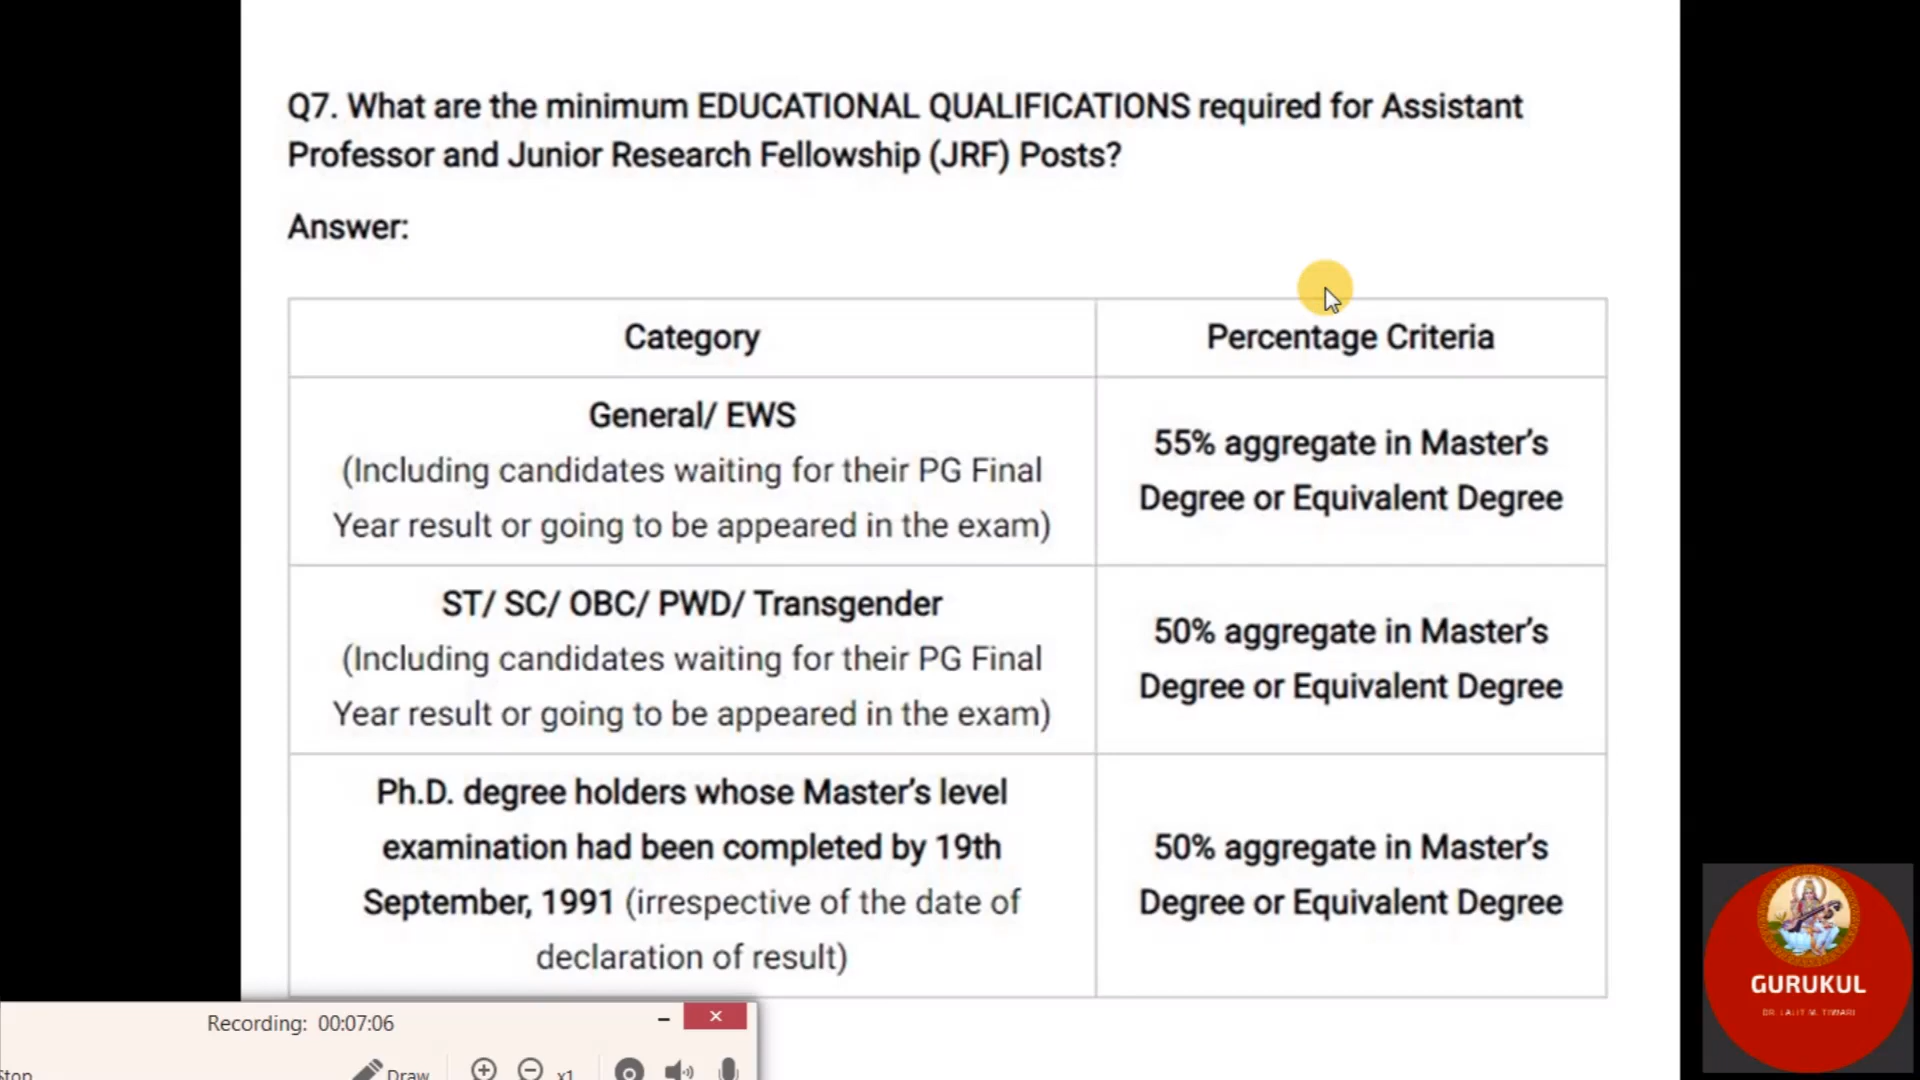 Q7. What are the minimum EDUCATIONAL QUALIFICATIONS required for Assistant
Professor and Junior Research Fellowship (JRF) Posts?
Answer:
Category
Percentage Criteria
General/ EWS
(Including candidates waiting for their PG Final
Year result or going to be appeared in the exam)
55% aggregate in Master’s
Degree or Equivalent Degree
ST/ SC/ OBC/ PWD/ Transgender
(Including candidates waiting for their PG Final
Year result or going to be appeared in the exam)
50% aggregate in Master’s
Degree or Equivalent Degree
Ph.D. degree holders whose Master’s level
examination had been completed by 19th
September, 1991 (irrespective of the date of
declaration of result)
50% aggregate in Master’s
Degree or Equivalent Degree
GURUKUL
DR. LALIT M. TIWARI
Recording: 00:07:06
Stop
Draw
x1